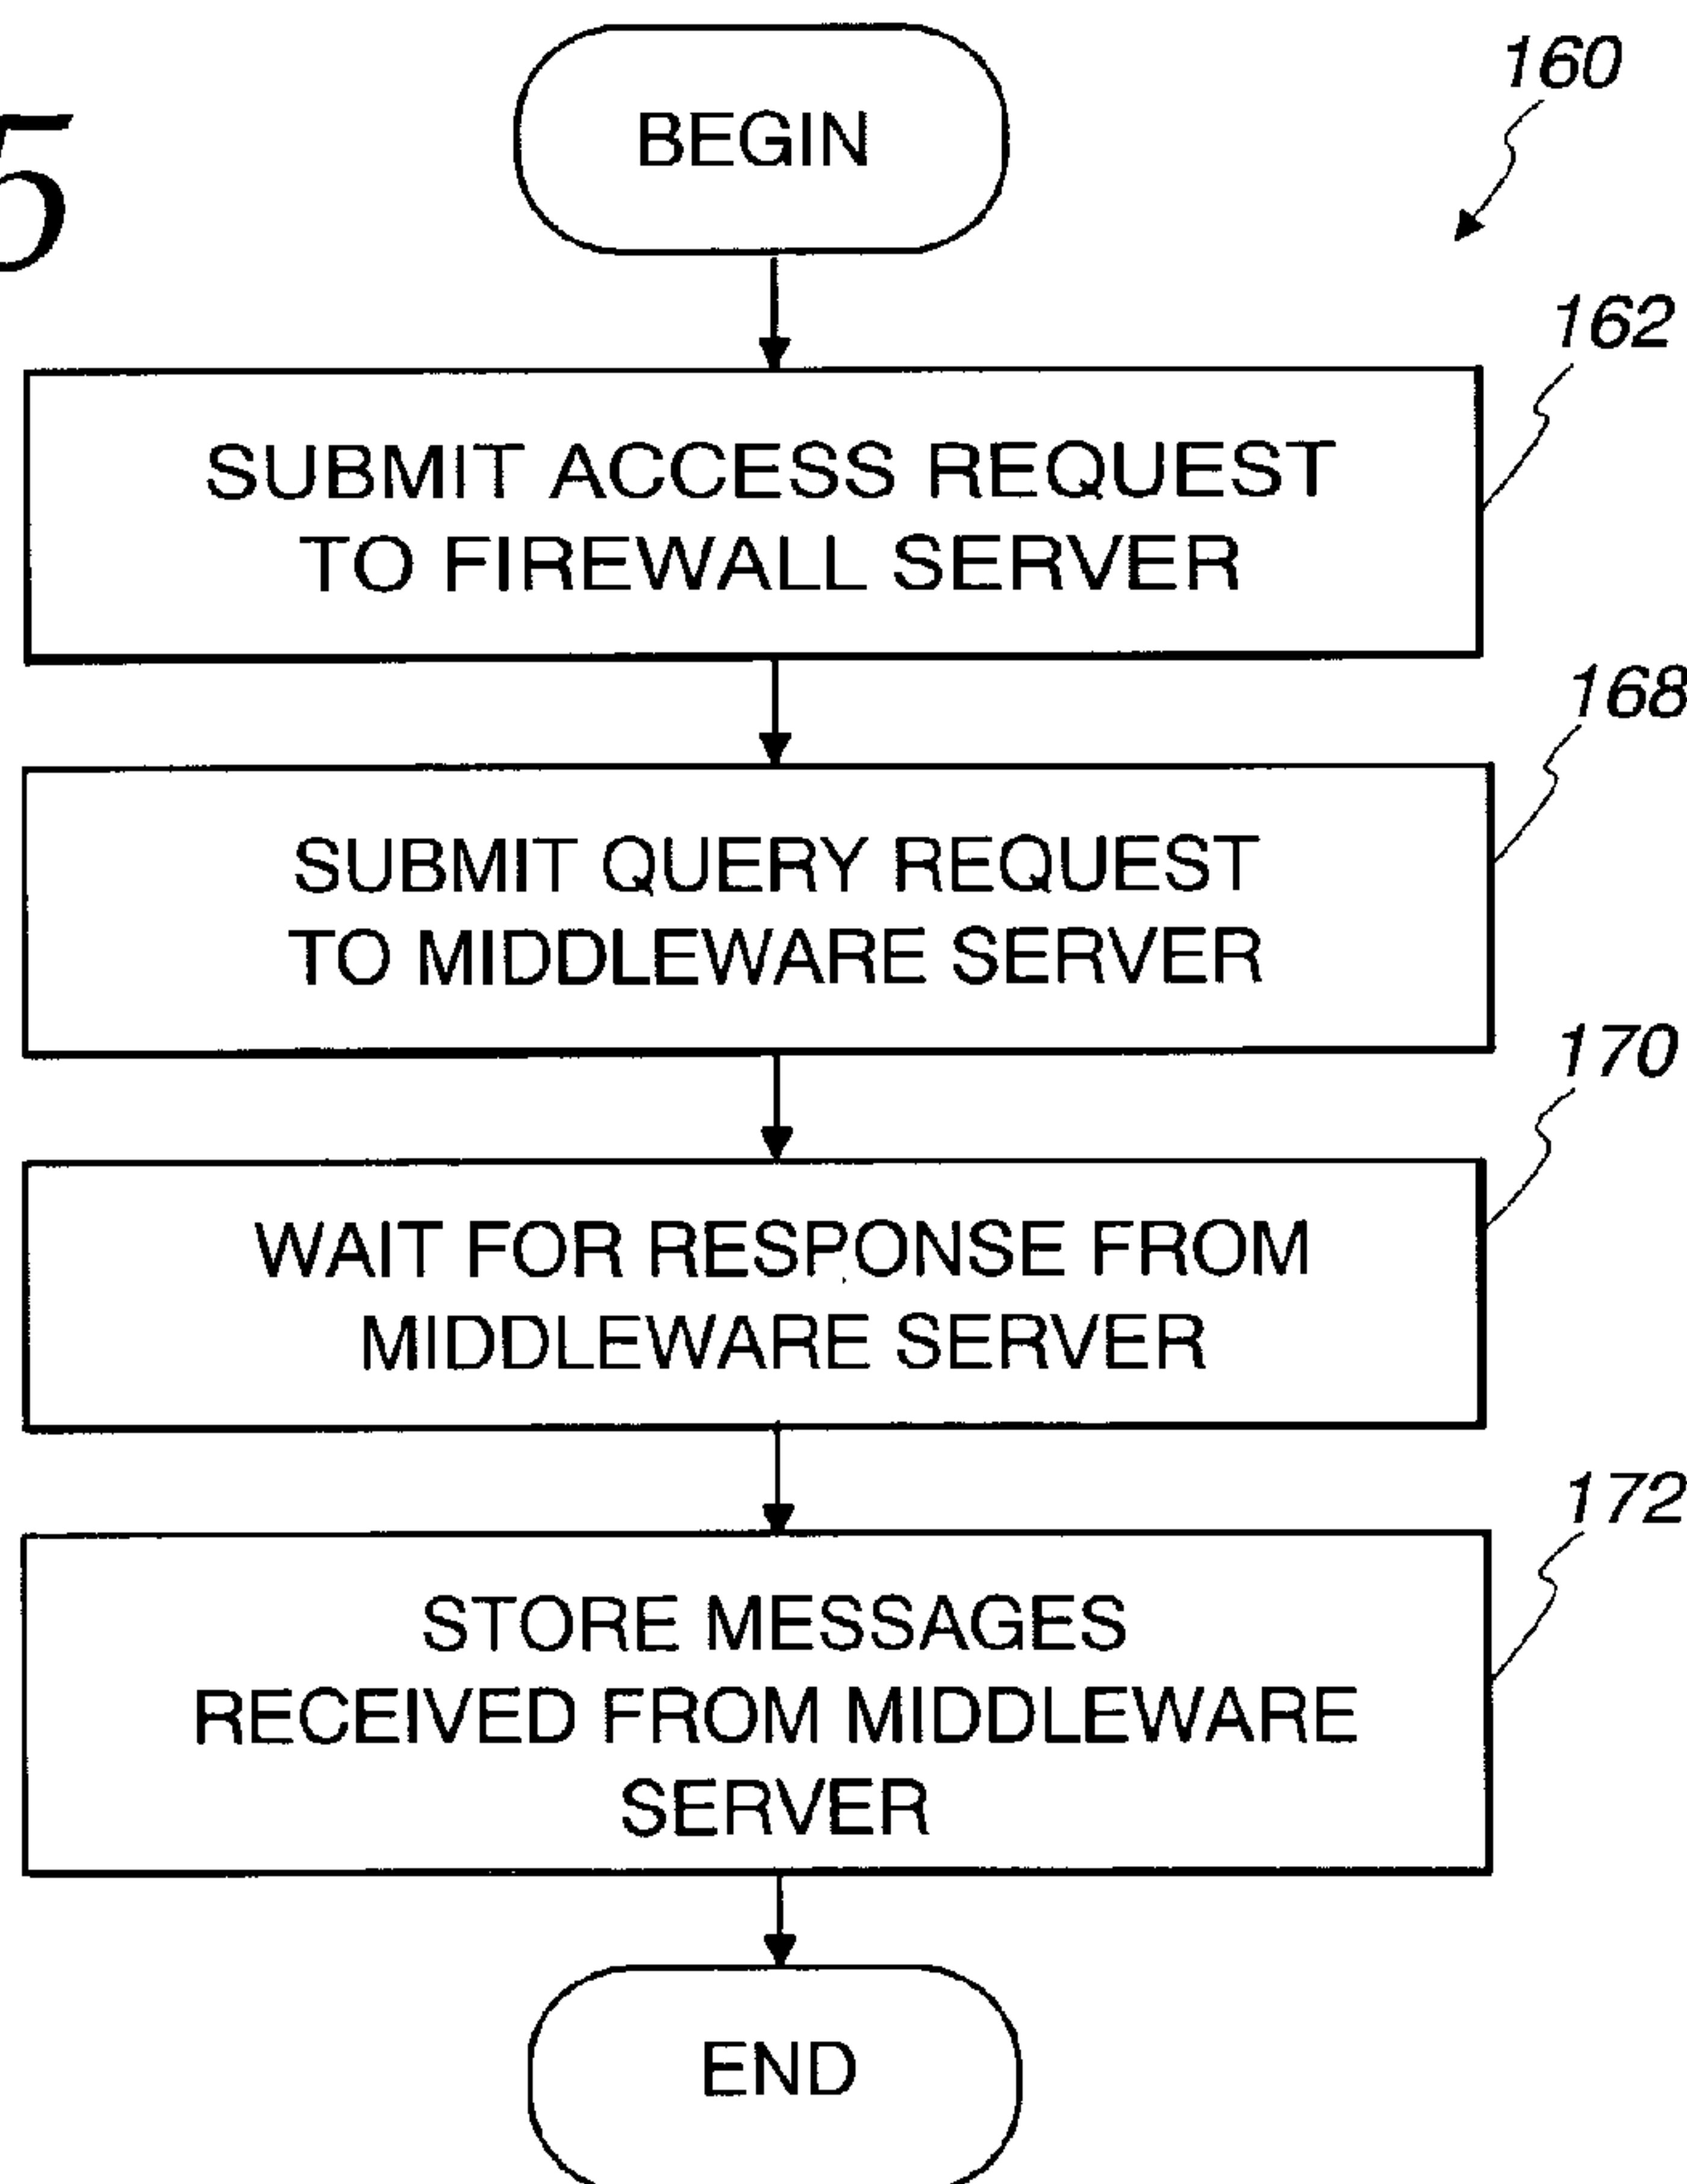 5
BEGIN
160
162
SUBMIT ACCESS REQUEST
TO FIREWALL SERVER
168
SUBMIT QUERY REQUEST
TO MIDDLEWARE SERVER
170
WAIT FOR RESPONSE FROM
MIDDLEWARE SERVER
172
STORE MESSAGES
RECEIVED FROM MIDDLEWARE
SERVER
END